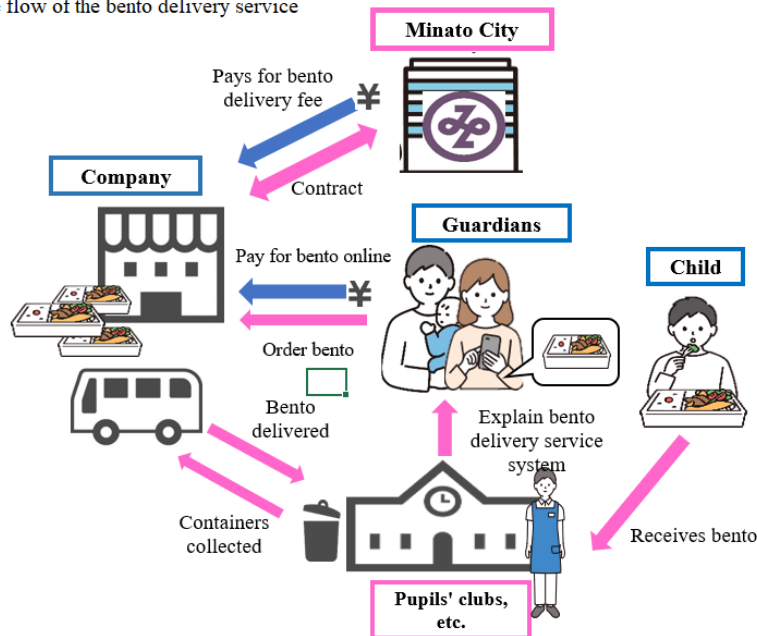 flow of the bento delivery service
Minato City
Pays for bento
delivery fee
¥
Company
Contract
Guardians
Pay for bento online
¥
Child
Order bento
Bento
delivered
Explain bento
delivery service
system
Containers
collected
Receives bento
Pupils' clubs,
etc.